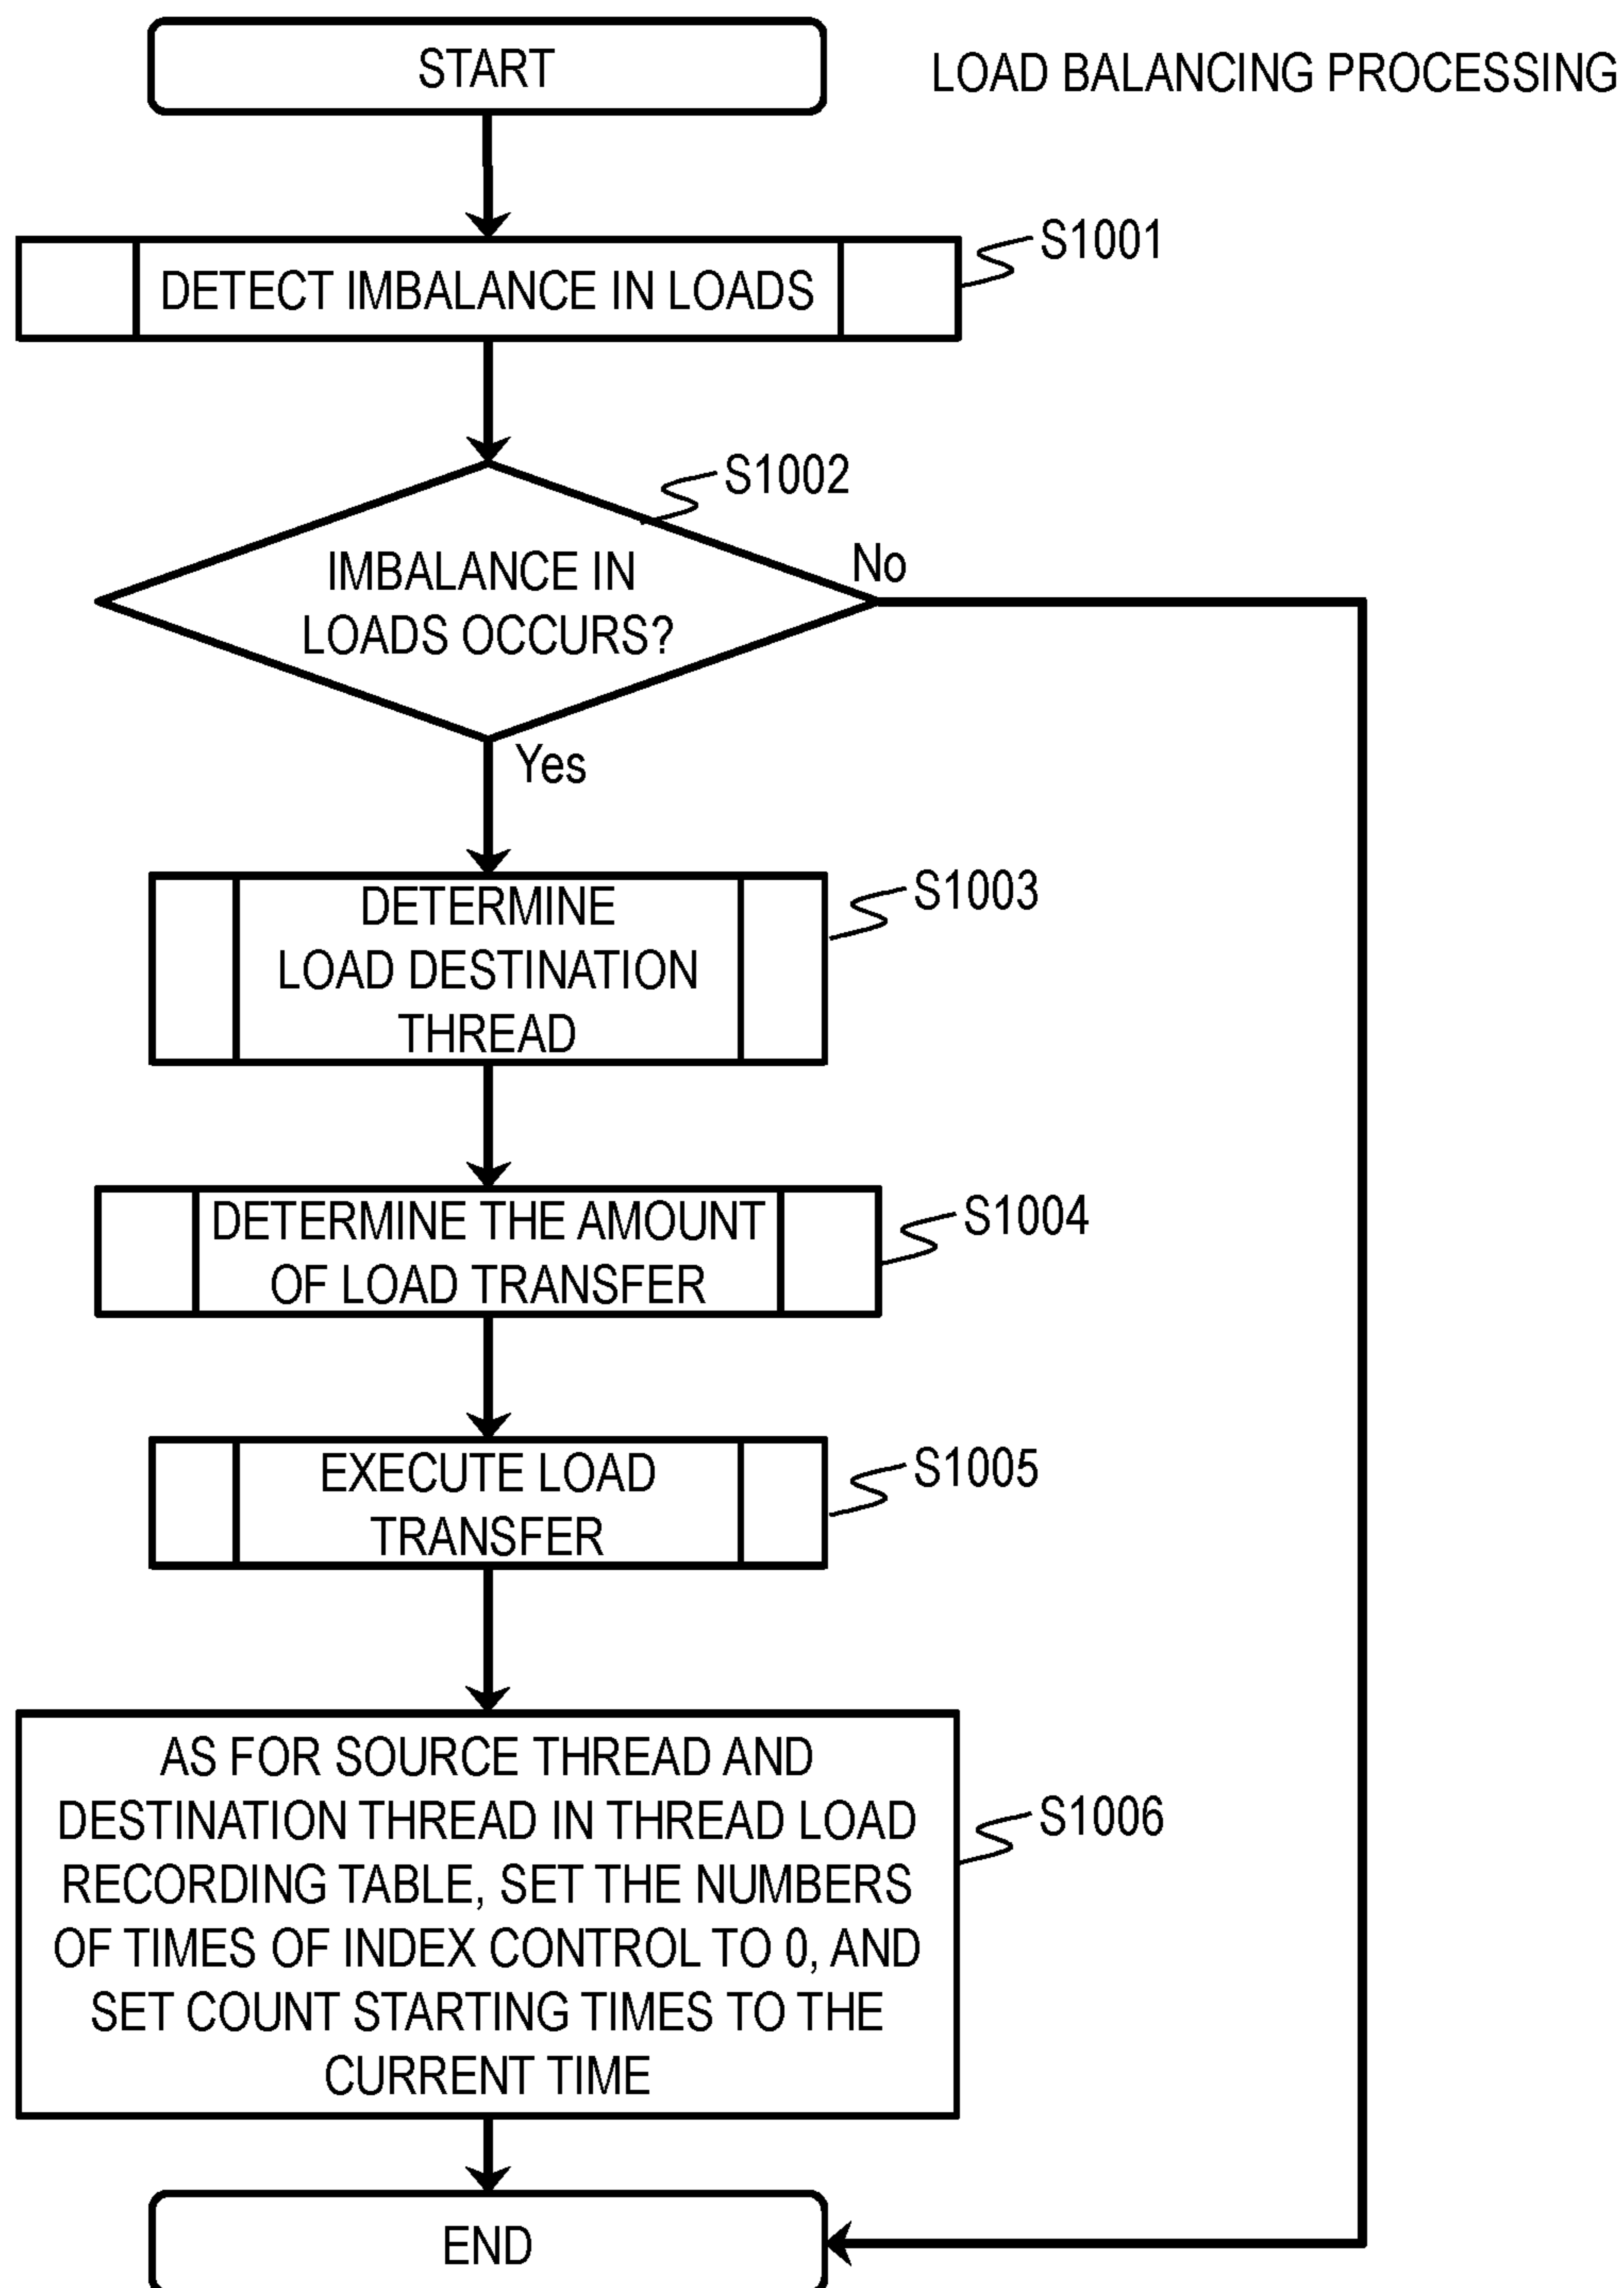 START
LOAD BALANCING PROCESSING
DETECT IMBALANCE IN LOADS
S1001
S1002
IMBALANCE IN
LOADS OCCURS?
No
Yes
DETERMINE
LOAD DESTINATION
THREAD
S1003
DETERMINE THE AMOUNT
OF LOAD TRANSFER
S1004
EXECUTE LOAD
TRANSFER
S1005
AS FOR SOURCE THREAD AND
DESTINATION THREAD IN THREAD LOAD
RECORDING TABLE, SET THE NUMBERS
OF TIMES OF INDEX CONTROL TO 0, AND
SET COUNT STARTING TIMES TO THE
CURRENT TIME
S1006
END